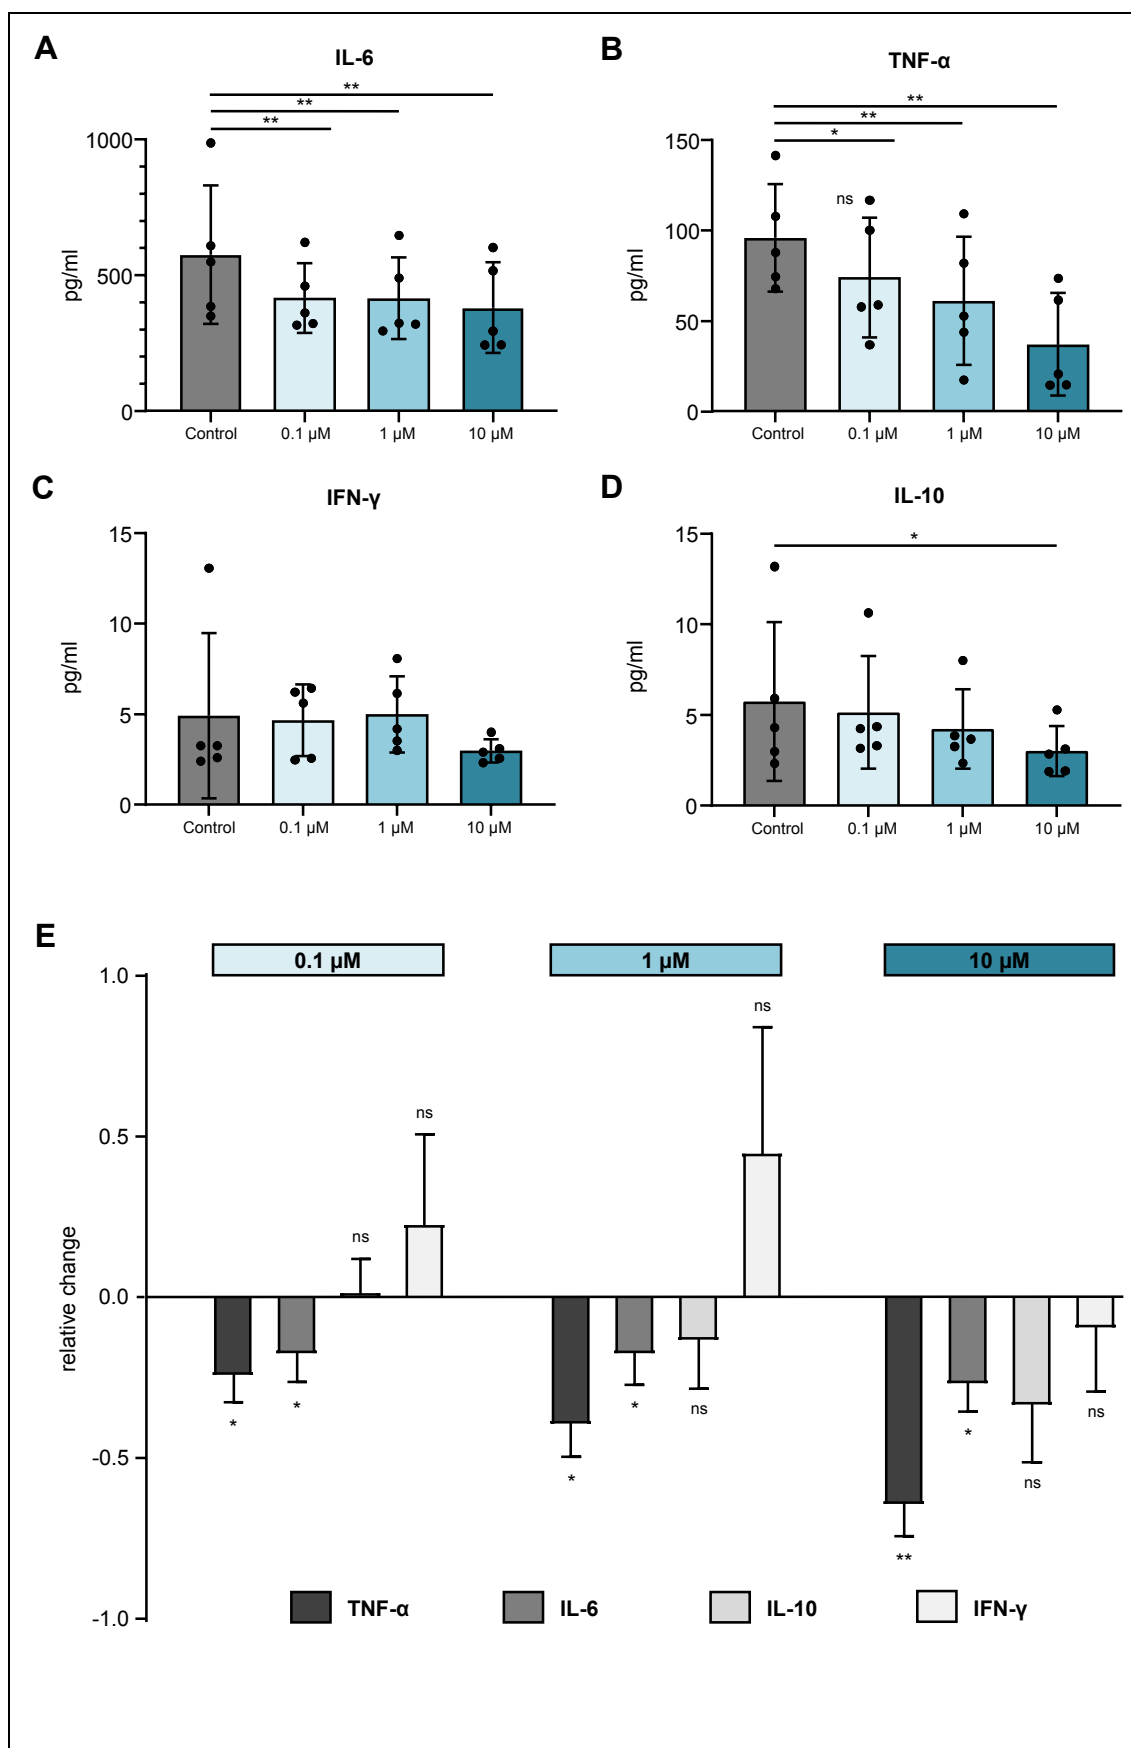 A
IL-6
**
**
**
1000
500
0
pg/ml
Control
0.1 µM
1 µM
10 µM
B
TNF-α
**
**
*
ns
150
100
50
0
pg/ml
Control
0.1 µM
1 µM
10 µM
C
IFN-γ
15
10
5
0
pg/ml
Control
0.1 µM
1 µM
10 µM
D
IL-10
*
15
10
5
0
pg/ml
Control
0.1 µM
1 µM
10 µM
E
0.1 µM
1 µM
10 µM
1.0
0.5
0.0
-0.5
-1.0
relative change
*
*
ns
ns
*
*
ns
ns
**
*
ns
ns
TNF-α
IL-6
IL-10
IFN-γ